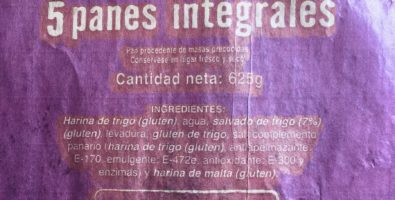 5 panes integrales
Pan procedente de masas precocidas
Consérvese en lugar fresco y seco
Cantidad neta: 625g
INGREDIENTES:
Harina de trigo (gluten), agua, salvado de trigo (7%)
(gluten), levadura, gluten de trigo, sal, complemento
panario (harina de trigo (gluten), antiapelmazante:
E-170, emulgente: E-472e, antioxidante: E-300 y
enzimas) y harina de malta (gluten).